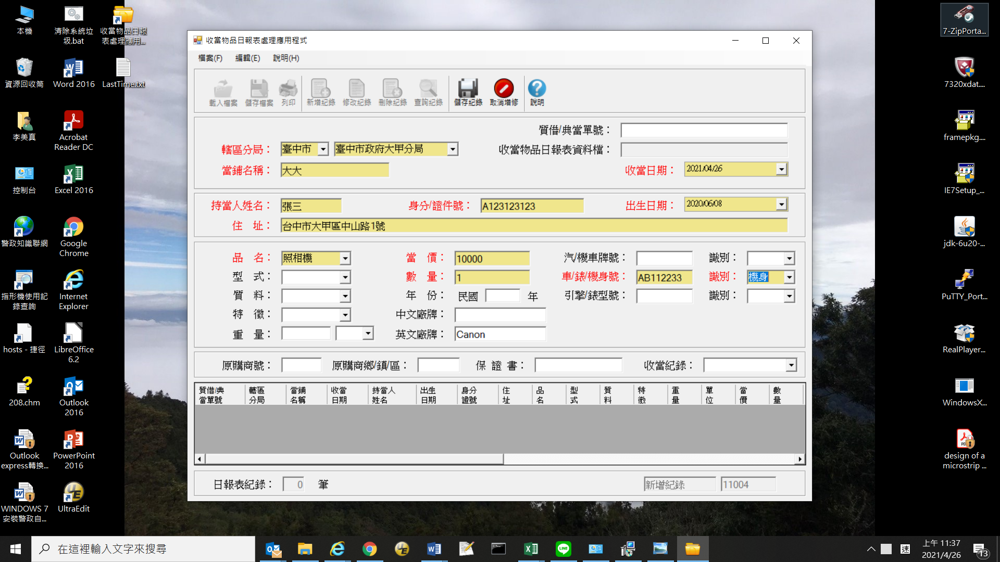 本機
清除系統垃
圾.bat
收當物品日報
表處理應用...
資源回收筒
Word 2016
LastTime.txt
李美真
Acrobat
Reader DC
控制台
Excel 2016
警政知識聯網
Google
Chrome
指形機使用記
錄查詢
Internet
Explorer
hosts - 捷徑
LibreOffice
6.2
208.chm
Outlook
2016
Outlook
express轉換...
PowerPoint
2016
WINDOWS 7
安裝警政自...
UltraEdit
收當物品日報表處理應用程式
檔案(F) 編輯(E) 說明(H)
載入檔案 儲存檔案 列印 新增紀錄 修改紀錄 刪除紀錄 查詢紀錄 儲存紀錄 取消增修 說明
質借/典當單號：
轄區分局： 臺中市 臺中市政府大甲分局 收當物品日報表資料檔：
當鋪名稱： 大大 收當日期： 2021/04/26
持當人姓名： 張三 身分/證件號： A123123123 出生日期： 2020/06/08
住 址： 台中市大甲區中山路1號
品 名： 照相機 當 價： 10000 汽/機車牌號： 識別：
型 式： 數 量： 1 車/錶/機身號： AB112233 識別： 機身
質 料： 年 份： 民國 年 引擎/錶型號： 識別：
特 徵： 中文廠牌：
重 量： 英文廠牌： Canon
原購商號： 原購商鄉/鎮/區： 保 證 書： 收當紀錄：
質借/典 轄區 當鋪 收當 持當人 出生 身分 住 品 型 質 特 重 單 當 數
當單號 分局 名稱 日期 姓名 日期 證號 址 名 式 料 徵 量 位 價 量
日報表紀錄： 0 筆 新增紀錄 11004
7-ZipPorta...
7320xdat....
framepkg....
IE7Setup_...
jdk-6u20-...
PuTTY_Port...
RealPlayer...
WindowsX...
design of a
microstrip ...
在這裡輸入文字來搜尋
速
上午 11:37
2021/4/26
13